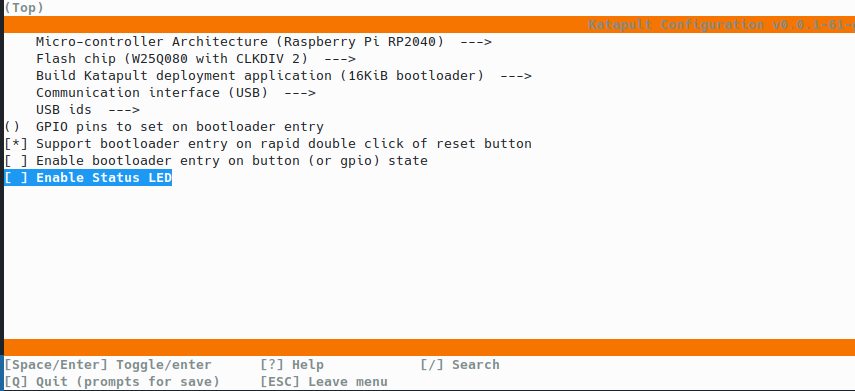 (Top)
Katapult Configuration v0.0.1-61-
Micro-controller Architecture (Raspberry Pi RP2040)  --->
Flash chip (W25Q080 with CLKDIV 2)  --->
Build Katapult deployment application (16KiB bootloader)  --->
Communication interface (USB)  --->
USB ids  --->
()  GPIO pins to set on bootloader entry
[*] Support bootloader entry on rapid double click of reset button
[ ] Enable bootloader entry on button (or gpio) state
[ ] Enable Status LED
[Space/Enter] Toggle/enter      [?] Help            [/] Search
[Q] Quit (prompts for save)     [ESC] Leave menu